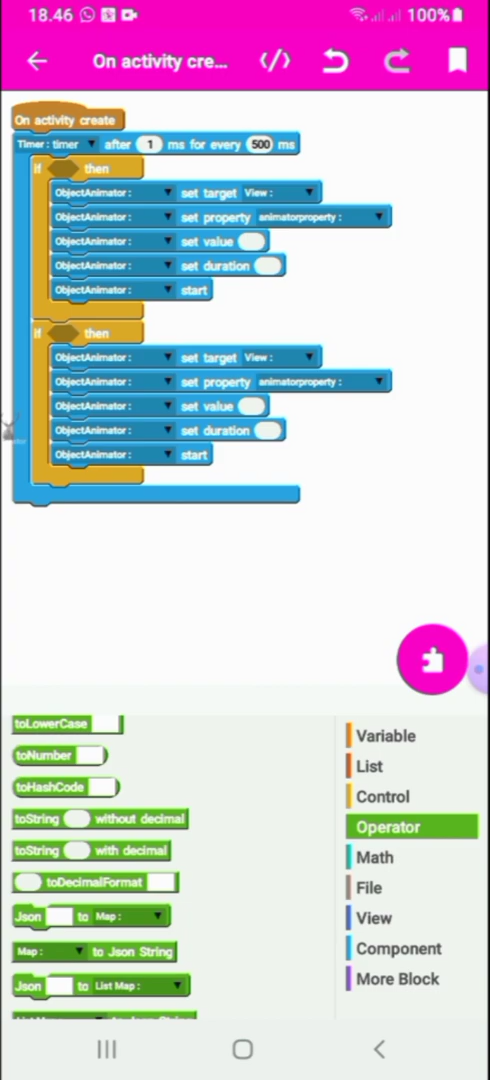 18.46 100%
On activity cre...
On activity create
Timer : timer after 1 ms for every 500 ms
If then
ObjectAnimator : set target View :
ObjectAnimator : set property animatorproperty :
ObjectAnimator : set value
ObjectAnimator : set duration
ObjectAnimator : start
If then
ObjectAnimator : set target View :
ObjectAnimator : set property animatorproperty :
ObjectAnimator : set value
ObjectAnimator : set duration
ObjectAnimator : start
toLowerCase
toNumber
toHashCode
toString without decimal
toString with decimal
toDecimalFormat
Json to Map :
Map : to Json String
Json to List Map :
Variable
List
Control
Operator
Math
File
View
Component
More Block